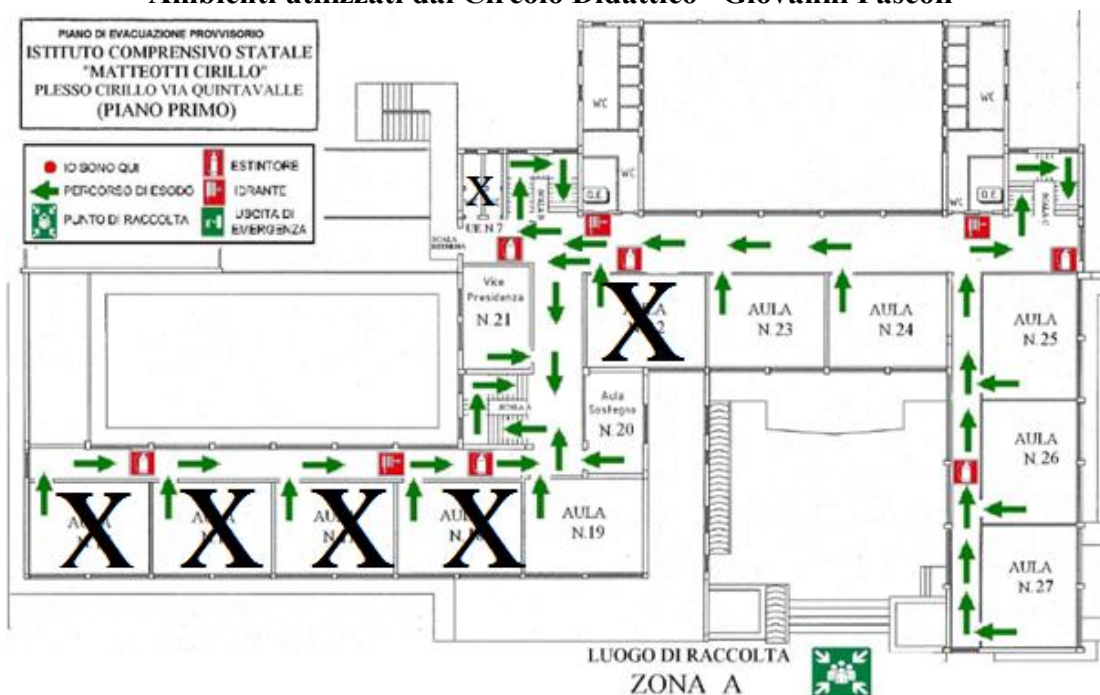 Ambienti utilizzati dal Circolo Didattico "Giovanni Pascoli"
PIANO DI EVACUAZIONE PROVVISORIO
ISTITUTO COMPRENSIVO STATALE
"MATTEOTTI CIRILLO"
PLESSO CIRILLO VIA QUINTAVALLE
(PIANO PRIMO)
IO SONO QUI
ESTINTORE
PERCORSO DI ESODO
IDRANTE
PUNTO DI RACCOLTA
USCITA DI
EMERGENZA
WC
WC
WC
WC
O.E
O.E
X
U.E.N 7
SCALA
Vice
Presidenza
N.21
X
AULA
N.23
AULA
N.24
AULA
N.25
Aula
Sostegno
N.20
SCALA A
AULA
N.26
X
X
X
X
AULA
N.19
AULA
N.27
LUOGO DI RACCOLTA
ZONA A